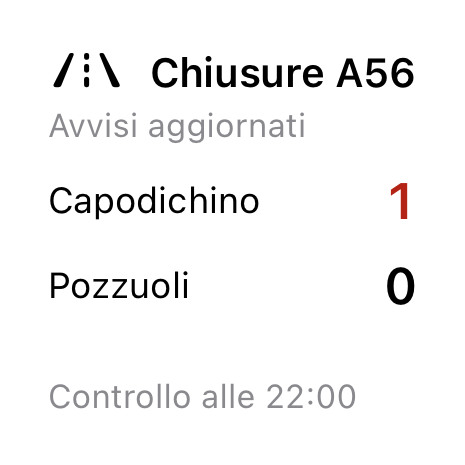 Chiusure A56
Avvisi aggiornati
Capodichino 1
Pozzuoli 0
Controllo alle 22:00